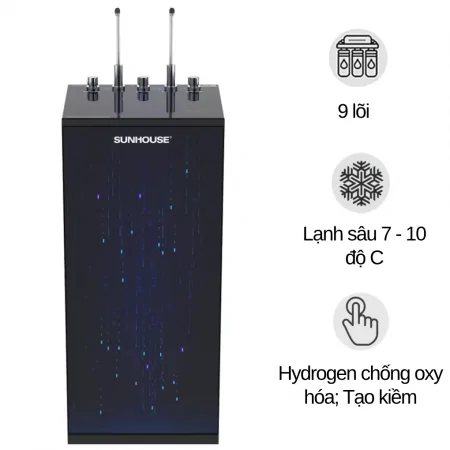 SUNHOUSE
9 lõi
Lạnh sâu 7 - 10
độ C
Hydrogen chống oxy
hóa; Tạo kiềm